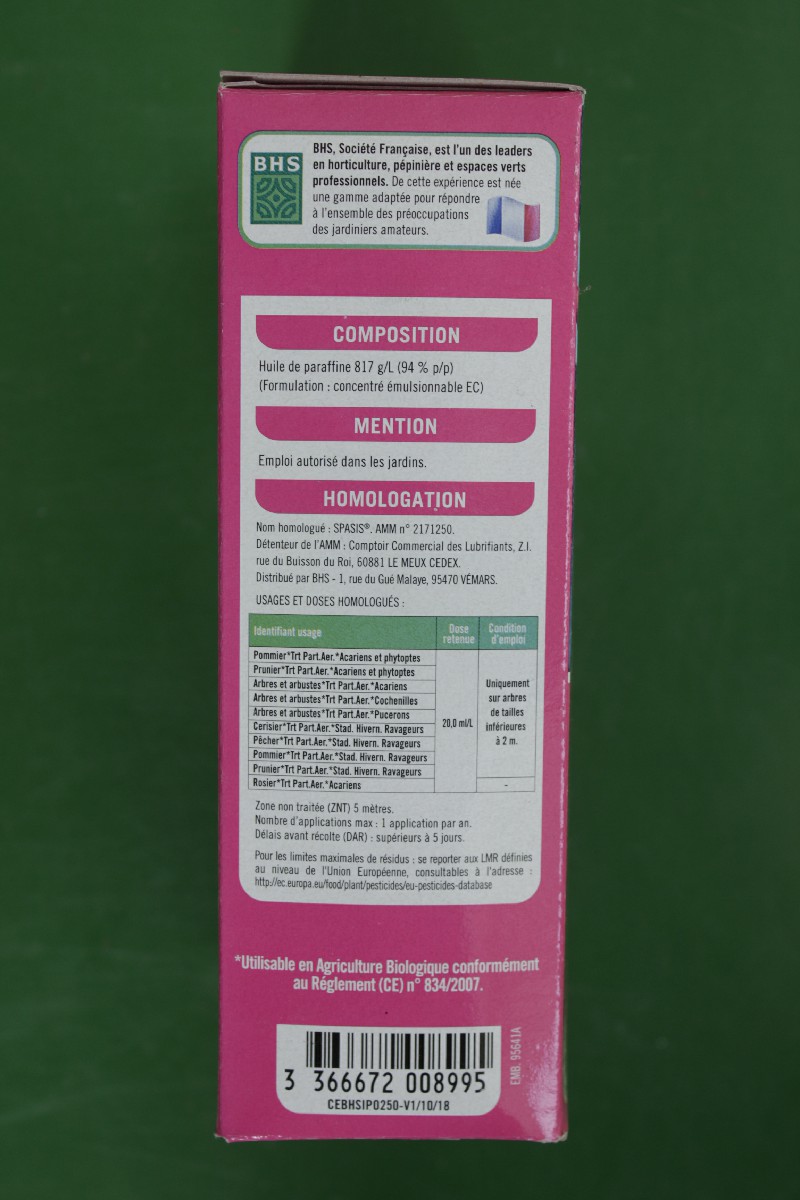 BHS
BHS, Société Française, est l'un des leaders
en horticulture, pépinière et espaces verts
professionnels. De cette expérience est née
une gamme adaptée pour répondre
à l'ensemble des préoccupations
des jardiniers amateurs.
COMPOSITION
Huile de paraffine 817 g/L (94 % p/p)
(Formulation : concentré émulsionnable EC)
MENTION
Emploi autorisé dans les jardins.
HOMOLOGATION
Nom homologué : SPASIS®. AMM n° 2171250.
Détenteur de l'AMM : Comptoir Commercial des Lubrifiants, Z.I.
rue du Buisson du Roi, 60881 LE MEUX CEDEX.
Distribué par BHS - 1, rue du Gué Malaye, 95470 VÉMARS.
USAGES ET DOSES HOMOLOGUÉS :
Identifiant usage
Dose
retenue
Condition
d'emploi
Pommier*Trt Part.Aer.*Acariens et phytoptes
Prunier*Trt Part.Aer.*Acariens et phytoptes
Arbres et arbustes*Trt Part.Aer.*Acariens
Arbres et arbustes*Trt Part.Aer.*Cochenilles
Arbres et arbustes*Trt Part.Aer.*Pucerons
Cerisier*Trt Part.Aer.*Stad. Hivern. Ravageurs
Pêcher*Trt Part.Aer.*Stad. Hivern. Ravageurs
Pommier*Trt Part.Aer.*Stad. Hivern. Ravageurs
Prunier*Trt Part.Aer.*Stad. Hivern. Ravageurs
Rosier*Trt Part.Aer.*Acariens
20,0 ml/L
Uniquement
sur arbres
de tailles
inférieures
à 2 m.
-
Zone non traitée (ZNT) 5 mètres.
Nombre d'applications max : 1 application par an.
Délais avant récolte (DAR) : supérieurs à 5 jours.
Pour les limites maximales de résidus : se reporter aux LMR définies
au niveau de l'Union Européenne, consultables à l'adresse :
http://ec.europa.eu/food/plant/pesticides/eu-pesticides-database
*Utilisable en Agriculture Biologique conformément
au Réglement (CE) n° 834/2007.
3 366672 008995
CEBHSIPO250-V1/10/18
EMB. 95641A